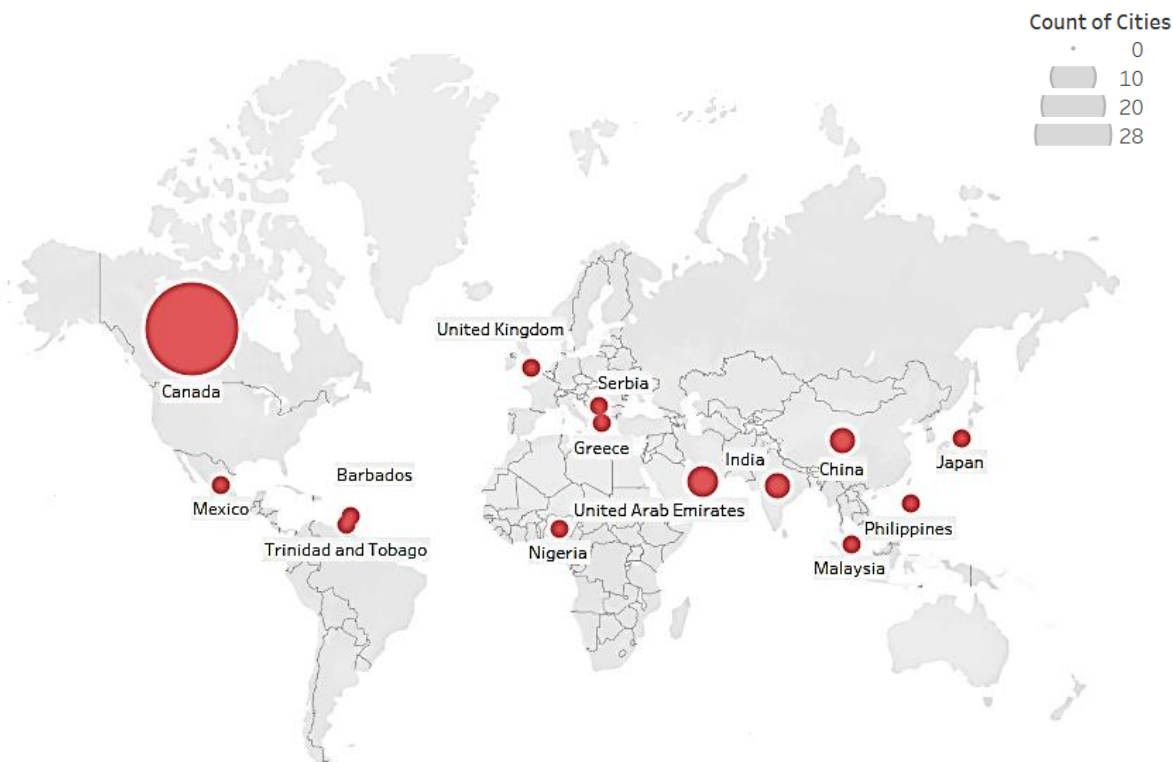 Count of Cities
0
10
20
28
United Kingdom
Serbia
Canada
Greece
India
China
Japan
Barbados
Mexico
United Arab Emirates
Philippines
Trinidad and Tobago
Nigeria
Malaysia